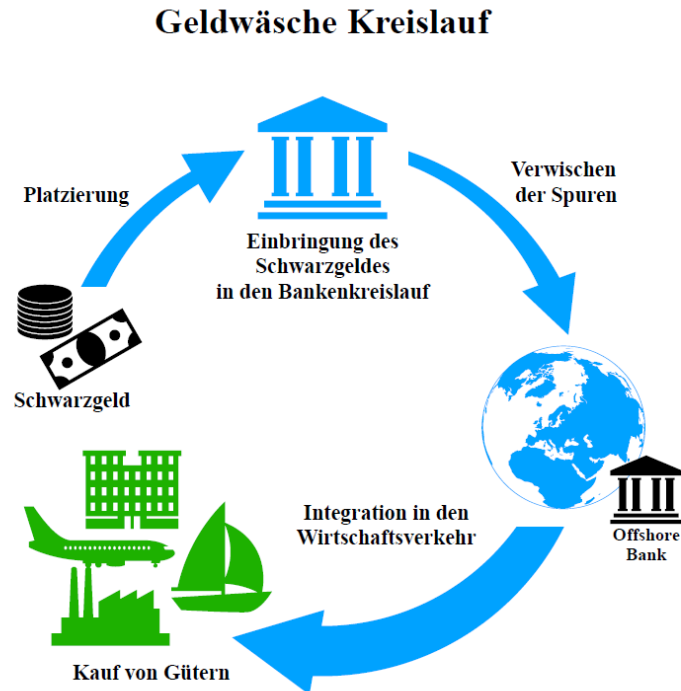 Geldwäsche Kreislauf
Platzierung
Einbringung des
Schwarzgeldes
in den Bankenkreislauf
Verwischen
der Spuren
Schwarzgeld
Offshore
Bank
Integration in den
Wirtschaftsverkehr
Kauf von Gütern